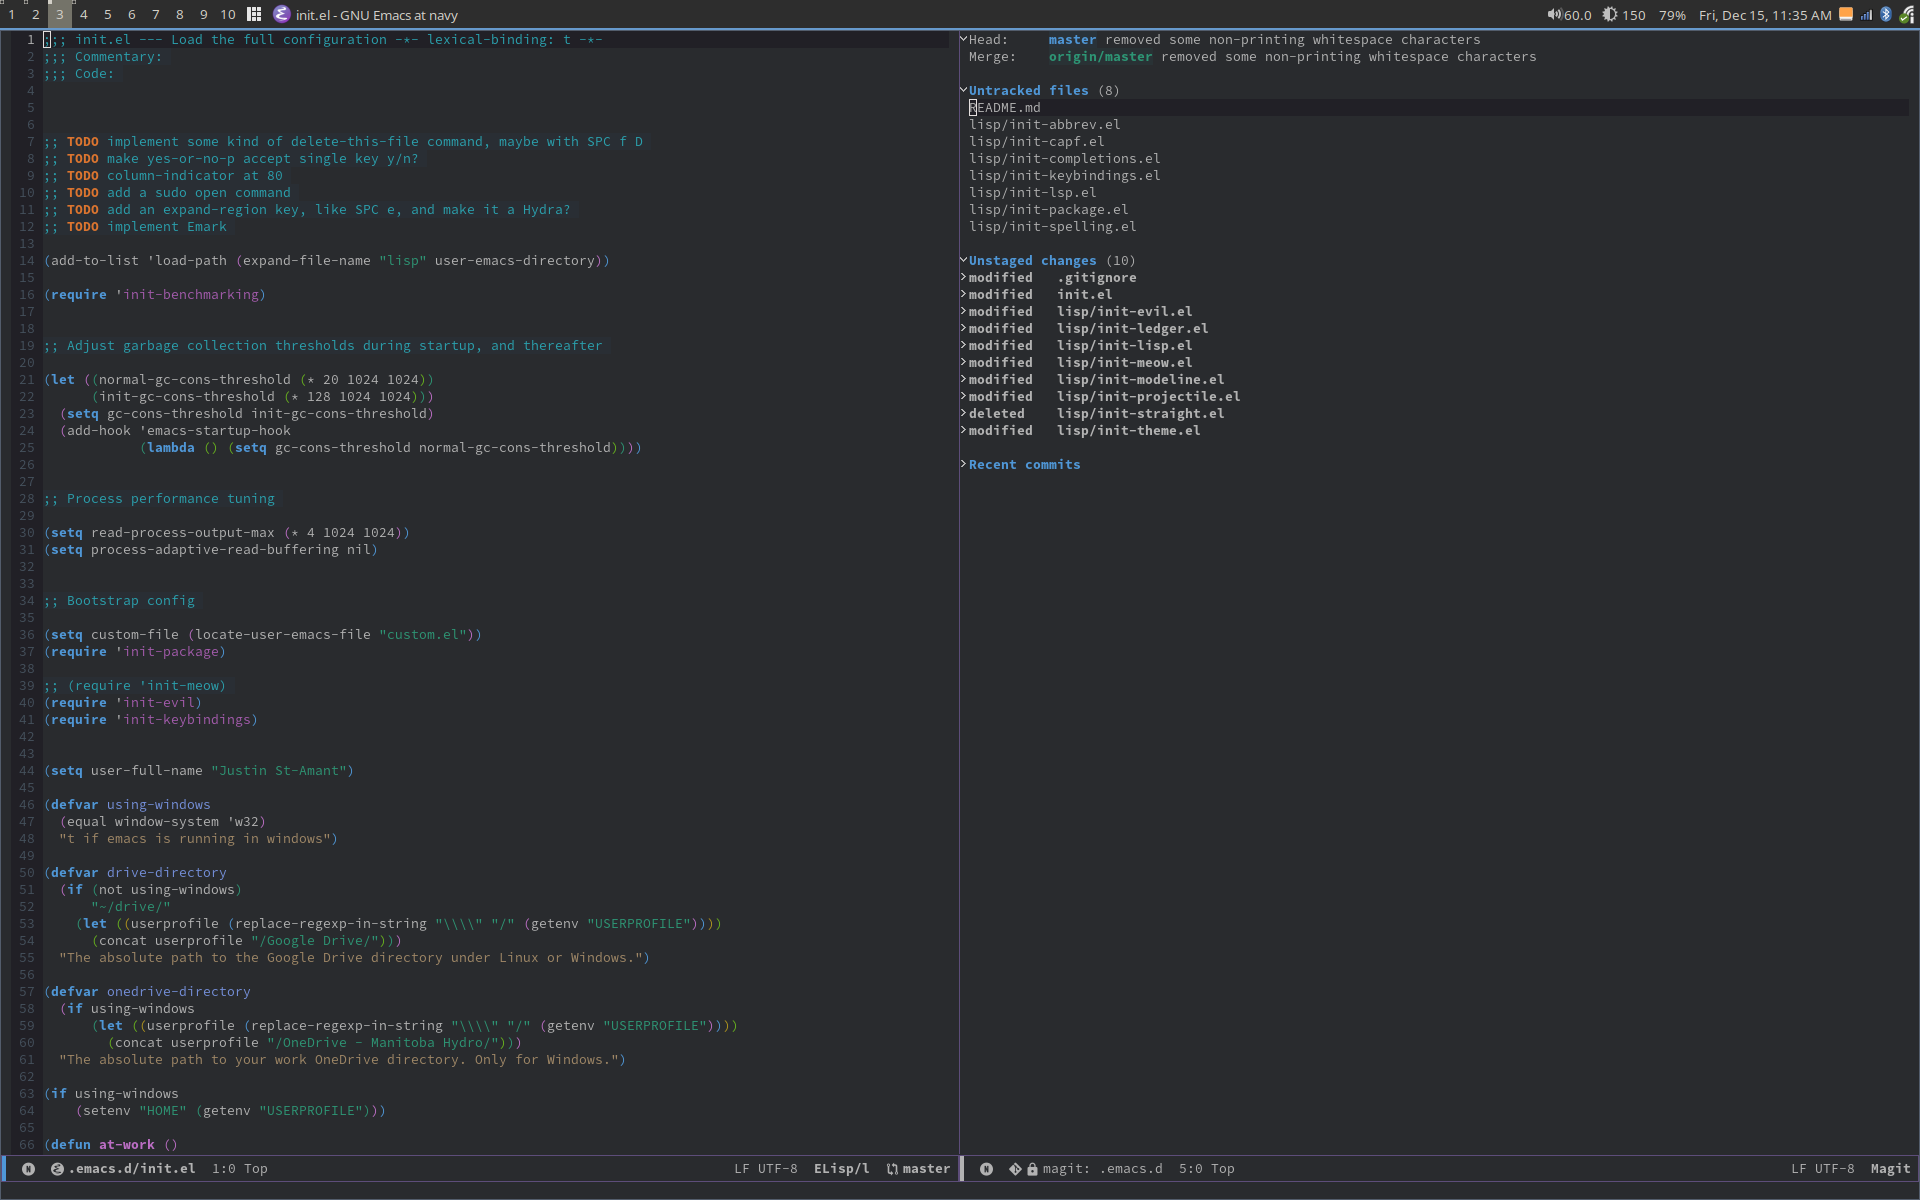 1 2 3 4 5 6 7 8 9 10 init.el - GNU Emacs at navy 60.0 150 79% Fri, Dec 15, 11:35 AM
1 ;;; init.el --- Load the full configuration -*- lexical-binding: t -*-
2 ;;; Commentary:
3 ;;; Code:
4
5
6
7 ;; TODO implement some kind of delete-this-file command, maybe with SPC f D
8 ;; TODO make yes-or-no-p accept single key y/n?
9 ;; TODO column-indicator at 80
10 ;; TODO add a sudo open command
11 ;; TODO add an expand-region key, like SPC e, and make it a Hydra?
12 ;; TODO implement Emark
13
14 (add-to-list 'load-path (expand-file-name "lisp" user-emacs-directory))
15
16 (require 'init-benchmarking)
17
18
19 ;; Adjust garbage collection thresholds during startup, and thereafter
20
21 (let ((normal-gc-cons-threshold (* 20 1024 1024))
22       (init-gc-cons-threshold (* 128 1024 1024)))
23   (setq gc-cons-threshold init-gc-cons-threshold)
24   (add-hook 'emacs-startup-hook
25             (lambda () (setq gc-cons-threshold normal-gc-cons-threshold))))
26
27
28 ;; Process performance tuning
29
30 (setq read-process-output-max (* 4 1024 1024))
31 (setq process-adaptive-read-buffering nil)
32
33
34 ;; Bootstrap config
35
36 (setq custom-file (locate-user-emacs-file "custom.el"))
37 (require 'init-package)
38
39 ;; (require 'init-meow)
40 (require 'init-evil)
41 (require 'init-keybindings)
42
43
44 (setq user-full-name "Justin St-Amant")
45
46 (defvar using-windows
47   (equal window-system 'w32)
48   "t if emacs is running in windows")
49
50 (defvar drive-directory
51   (if (not using-windows)
52       "~/drive/"
53     (let ((userprofile (replace-regexp-in-string "\\\\" "/" (getenv "USERPROFILE"))))
54       (concat userprofile "/Google Drive/")))
55   "The absolute path to the Google Drive directory under Linux or Windows.")
56
57 (defvar onedrive-directory
58   (if using-windows
59       (let ((userprofile (replace-regexp-in-string "\\\\" "/" (getenv "USERPROFILE"))))
60         (concat userprofile "/OneDrive - Manitoba Hydro/")))
61   "The absolute path to your work OneDrive directory. Only for Windows.")
62
63 (if using-windows
64     (setenv "HOME" (getenv "USERPROFILE")))
65
66 (defun at-work ()
N .emacs.d/init.el 1:0 Top LF UTF-8 ELisp/l master
Head: master removed some non-printing whitespace characters
Merge: origin/master removed some non-printing whitespace characters
Untracked files (8)
README.md
lisp/init-abbrev.el
lisp/init-capf.el
lisp/init-completions.el
lisp/init-keybindings.el
lisp/init-lsp.el
lisp/init-package.el
lisp/init-spelling.el
Unstaged changes (10)
modified .gitignore
modified init.el
modified lisp/init-evil.el
modified lisp/init-ledger.el
modified lisp/init-lisp.el
modified lisp/init-meow.el
modified lisp/init-modeline.el
modified lisp/init-projectile.el
deleted lisp/init-straight.el
modified lisp/init-theme.el
Recent commits
N magit: .emacs.d 5:0 Top LF UTF-8 Magit